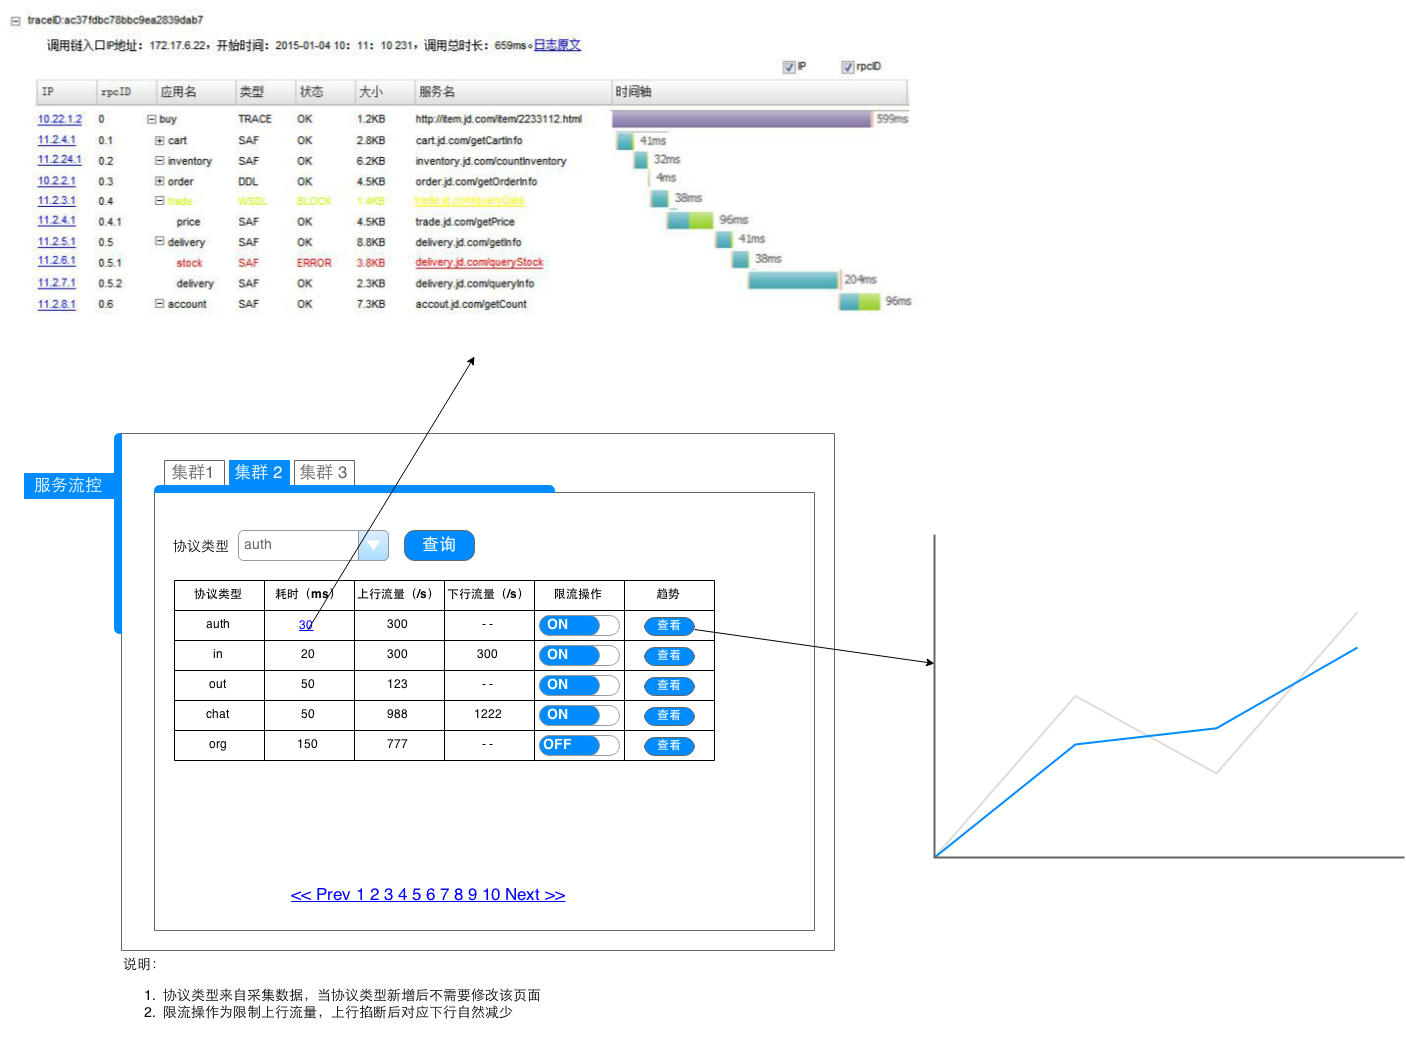 traceID:ac37fdbc78bbc9ea2839dab7
调用链入口IP地址：172.17.6.22，开始时间：2015-01-04 10：11：10 231，调用总时长：659ms。日志原文
IP rpcID
IP rpcID 应用名 类型 状态 大小 服务名 时间轴
10.22.1.2 0 buy TRACE OK 1.2KB http://item.jd.com/item/2233112.html 599ms
11.2.4.1 0.1 cart SAF OK 2.8KB cart.jd.com/getCartInfo 41ms
11.2.24.1 0.2 inventory SAF OK 6.2KB inventory.jd.com/countInventory 32ms
10.2.2.1 0.3 order DDL OK 4.5KB order.jd.com/getOrderInfo 4ms
11.2.3.1 0.4 trade WSDL BLOCK 1.4KB trade.jd.com/queryData 38ms
11.2.4.1 0.4.1 price SAF OK 4.5KB trade.jd.com/getPrice 96ms
11.2.5.1 0.5 delivery SAF OK 8.8KB delivery.jd.com/getInfo 41ms
11.2.6.1 0.5.1 stock SAF ERROR 3.8KB delivery.jd.com/queryStock 38ms
11.2.7.1 0.5.2 delivery SAF OK 2.3KB delivery.jd.com/queryInfo 204ms
11.2.8.1 0.6 account SAF OK 7.3KB accout.jd.com/getCount 96ms
服务流控
集群1 集群 2 集群 3
协议类型 auth 查询
协议类型 耗时（ms） 上行流量（/s） 下行流量（/s） 限流操作 趋势
auth 30 300 - - ON 查看
in 20 300 300 ON 查看
out 50 123 - - ON 查看
chat 50 988 1222 ON 查看
org 150 777 - - OFF 查看
<< Prev 1 2 3 4 5 6 7 8 9 10 Next >>
说明：
1. 协议类型来自采集数据，当协议类型新增后不需要修改该页面
2. 限流操作为限制上行流量，上行掐断后对应下行自然减少